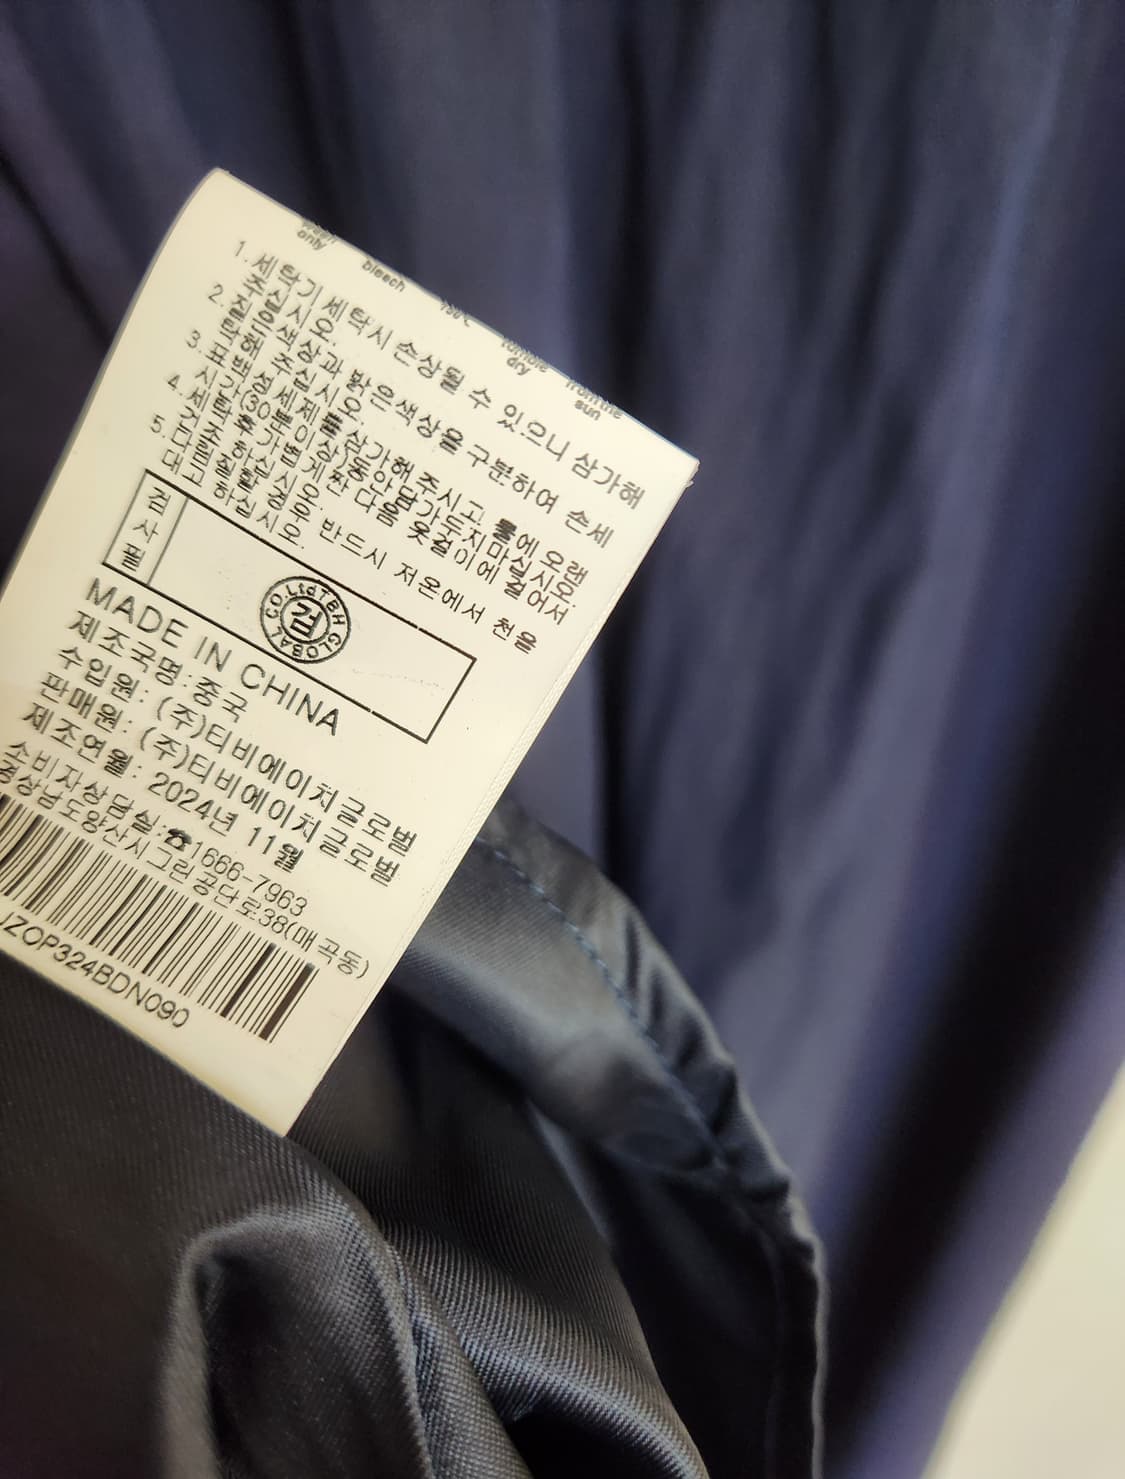 only
bleech
tumble
dry
from the
sun
1. 세탁기 세탁시 손상될 수 있으니 삼가해
주십시오.
2. 짙은색상과 밝은색상을 구분하여 손세
탁해 주십시오.
3. 표백성세제를 삼가해 주시고, 물에 오랜
시간(30분이상)동안담가두지마십시오.
4. 세탁후 가볍게 짠 다음 옷걸이에 걸어서
건조 하십시오.
5. 다림질할 경우 반드시 저온에서 천을
대고 하십시오.
검사필
TBH GLOBAL CO.Ltd
검
MADE IN CHINA
제조국명:중국
수입원: (주)티비에이치글로벌
판매원: (주)티비에이치글로벌
제조연월: 2024년 11월
소비자상담실:☎1666-7963
경상남도양산시그린공단로38(매곡동)
JZOP324BDN090